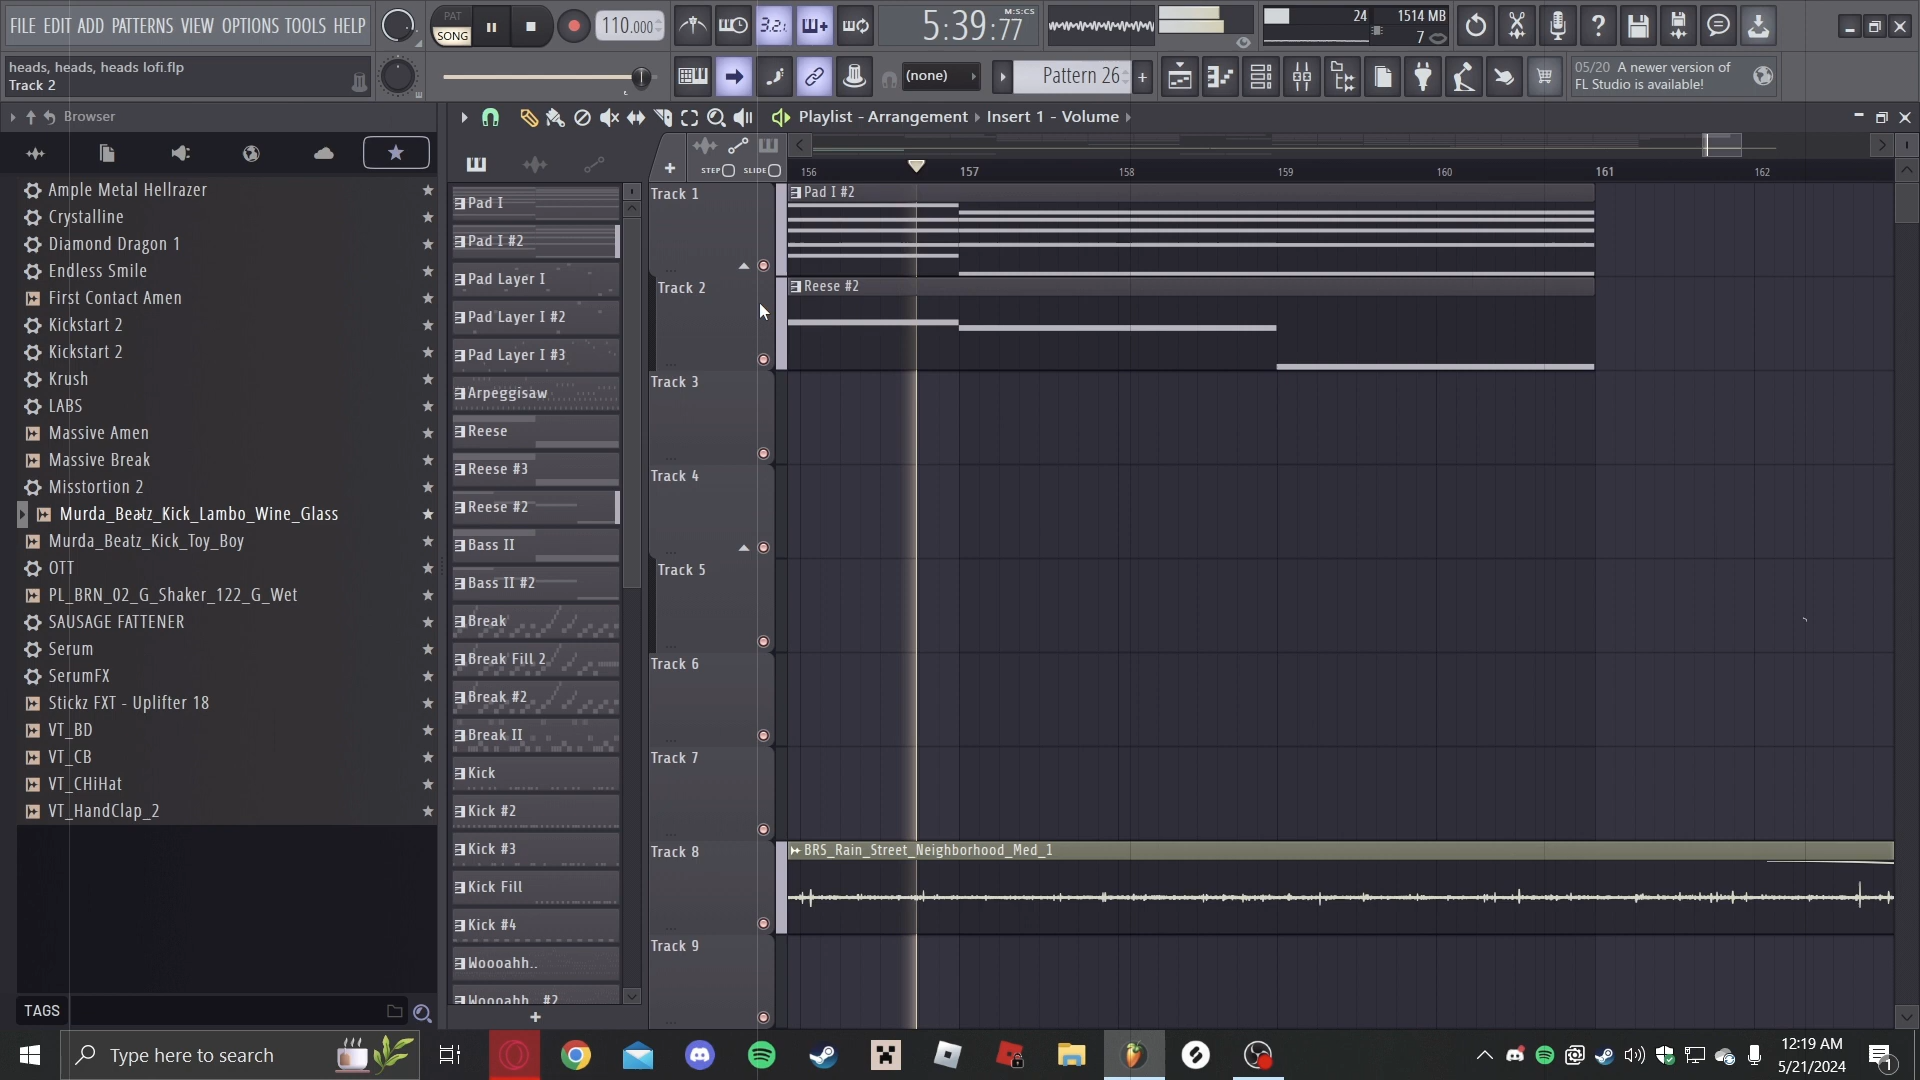 FILE EDIT ADD PATTERNS VIEW OPTIONS TOOLS HELP
PAT
SONG
110.000
3.2.
5:39:77
M:S:CS
24
1514 MB
7
heads, heads, heads lofi.flp
Track 2
(none)
Pattern 26
05/20 A newer version of
FL Studio is available!
Browser
Playlist - Arrangement
Insert 1 - Volume
STEP
SLIDE
156
157
158
159
160
161
162
Ample Metal Hellrazer
Crystalline
Diamond Dragon 1
Endless Smile
First Contact Amen
Kickstart 2
Kickstart 2
Krush
LABS
Massive Amen
Massive Break
Misstortion 2
Murda_Beatz_Kick_Lambo_Wine_Glass
Murda_Beatz_Kick_Toy_Boy
OTT
PL_BRN_02_G_Shaker_122_G_Wet
SAUSAGE FATTENER
Serum
SerumFX
Stickz FXT - Uplifter 18
VT_BD
VT_CB
VT_CHiHat
VT_HandClap_2
TAGS
Pad I
Pad I #2
Pad Layer I
Pad Layer I #2
Pad Layer I #3
Arpeggisaw
Reese
Reese #3
Reese #2
Bass II
Bass II #2
Break
Break Fill 2
Break #2
Break II
Kick
Kick #2
Kick #3
Kick Fill
Kick #4
Woooahh..
Woooahh.. #2
Track 1
Pad I #2
Track 2
Reese #2
Track 3
Track 4
Track 5
Track 6
Track 7
Track 8
BRS_Rain_Street_Neighborhood_Med_1
Track 9
Type here to search
12:19 AM
5/21/2024
1